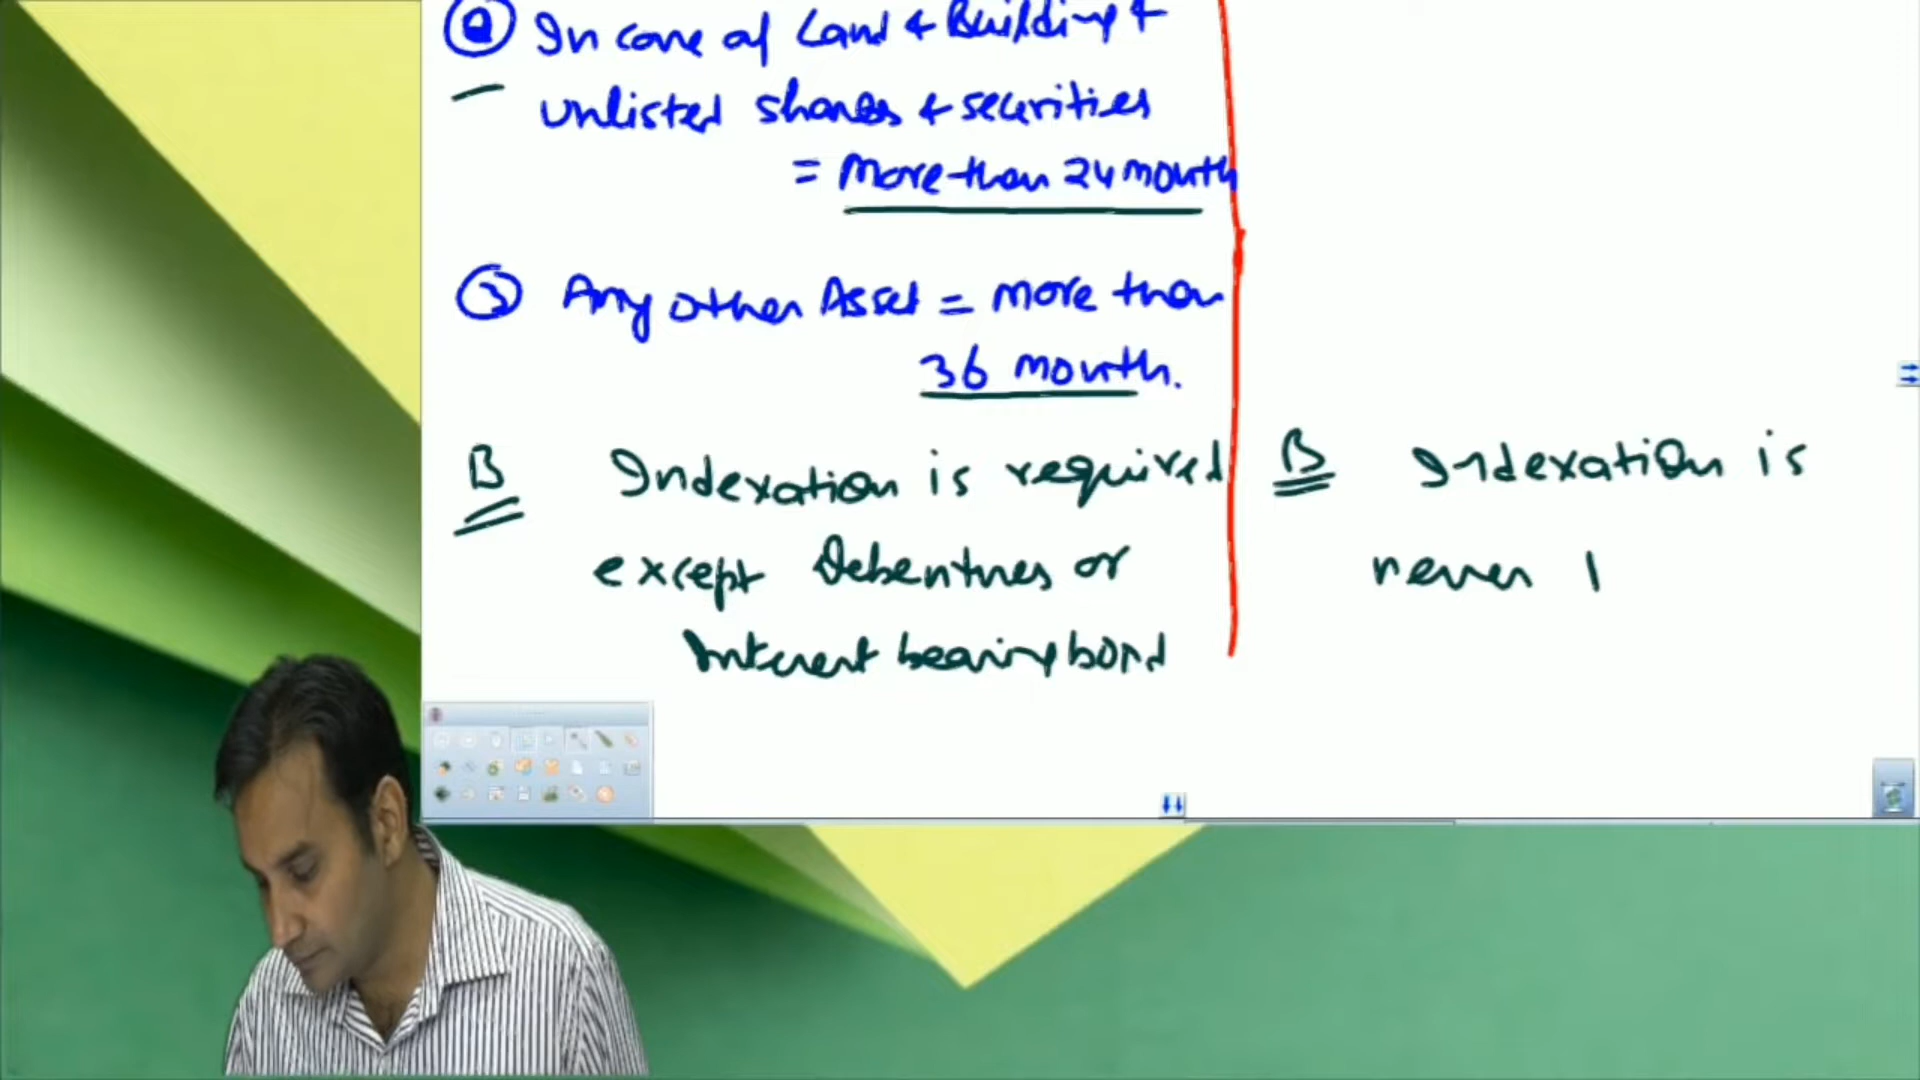 ② In case of Land & Building &
unlisted shares & securities
= More than 24 month
③ Any other Asset = more than
36 month.
B Indexation is required
except Debentures or
Interest bearing bond
B Indexation is
never